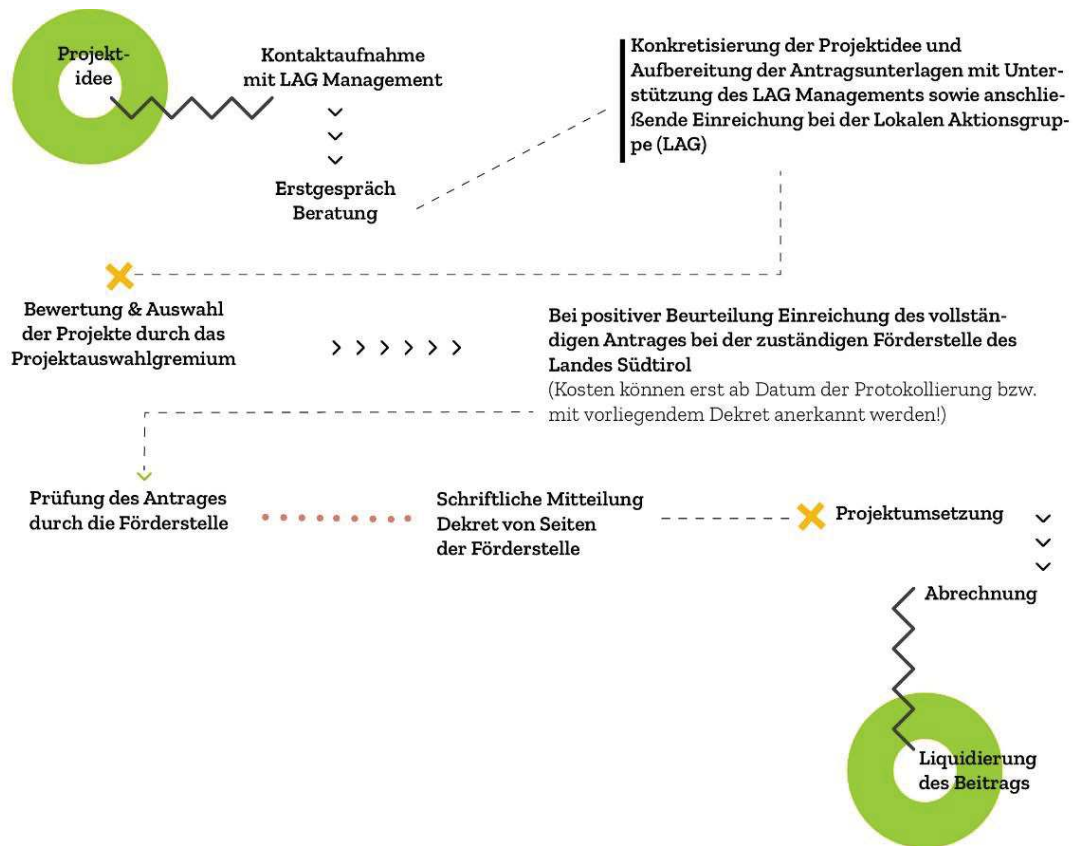 Projekt-
idee
Kontaktaufnahme
mit LAG Management
Erstgespräch
Beratung
Konkretisierung der Projektidee und
Aufbereitung der Antragsunterlagen mit Unter-
stützung des LAG Managements sowie anschlie-
ßende Einreichung bei der Lokalen Aktionsgrup-
pe (LAG)
Bewertung & Auswahl
der Projekte durch das
Projektauswahlgremium
Bei positiver Beurteilung Einreichung des vollstän-
digen Antrages bei der zuständigen Förderstelle des
Landes Südtirol
(Kosten können erst ab Datum der Protokollierung bzw.
mit vorliegendem Dekret anerkannt werden!)
Prüfung des Antrages
durch die Förderstelle
Schriftliche Mitteilung
Dekret von Seiten
der Förderstelle
Projektumsetzung
Abrechnung
Liquidierung
des Beitrags